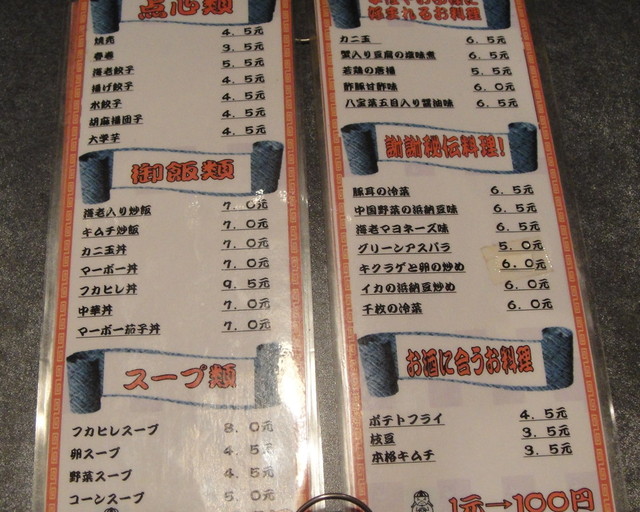 点心類
焼売 4.5元
春巻 3.5元
海老餃子 5.5元
揚げ餃子 4.5元
水餃子 4.5元
胡麻揚団子 4.5元
大学芋 4.5元
御飯類
海老入り炒飯 7.0元
キムチ炒飯 7.0元
カニ玉丼 7.0元
マーボー丼 7.0元
フカヒレ丼 9.5元
中華丼 7.0元
マーボー茄子丼 7.0元
スープ類
フカヒレスープ 8.0元
卵スープ 4.5元
野菜スープ 4.5元
コーンスープ 5.0元
まれるお料理
カニ玉 6.5元
蟹入り豆腐の塩味煮 6.5元
若鶏の唐揚 5.5元
酢豚甘酢味 6.0元
八宝菜五目入り醤油味 6.5元
謝謝秘伝料理!
豚耳の冷菜 6.5元
中国野菜の浜納豆味 6.5元
海老マヨネーズ味 6.5元
グリーンアスパラ 5.0元
キクラゲと卵の炒め 6.0元
イカの浜納豆炒め 6.0元
千枚の冷菜 6.0元
お酒に合うお料理
ポテトフライ 4.5元
枝豆 3.5元
本格キムチ 3.5元
1元→100円